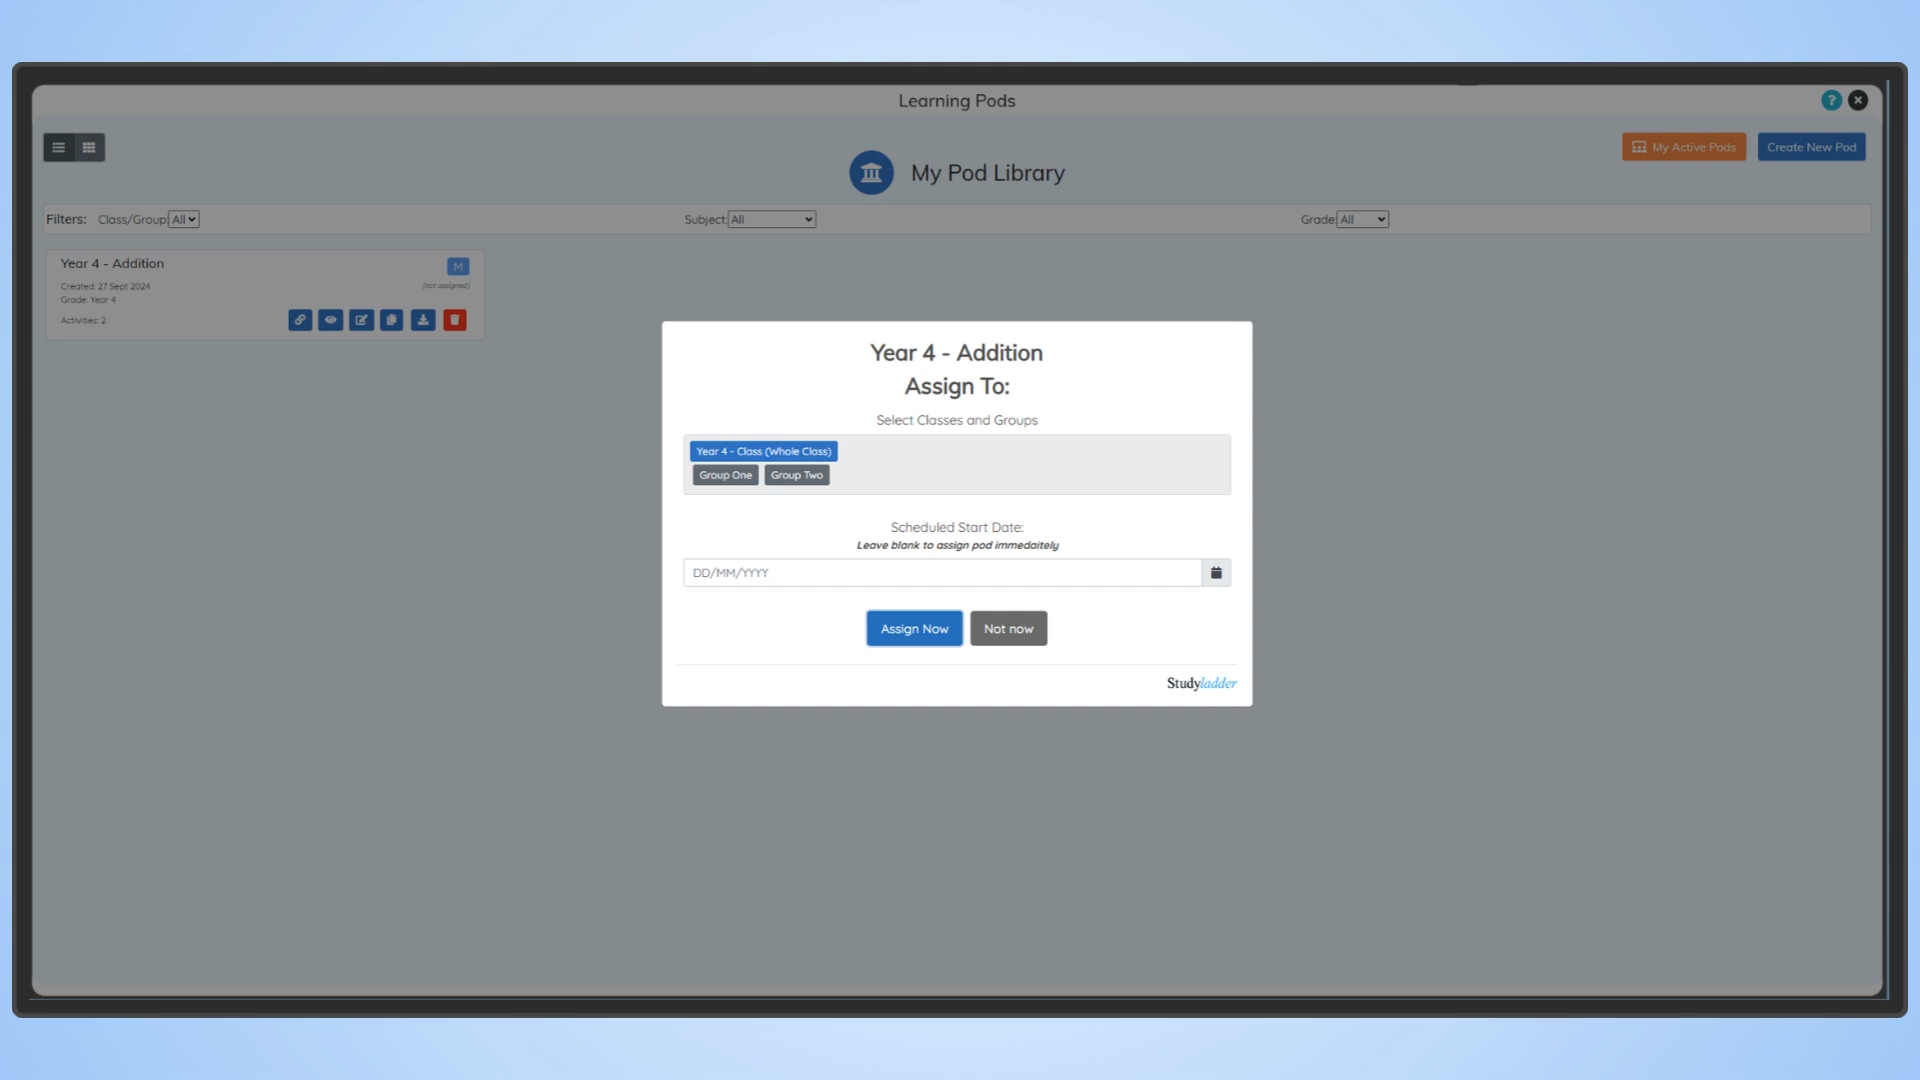 Learning Pods
?
My Active Pods
Create New Pod
My Pod Library
Filters: Class/Group: All Subject: All Grade: All
Year 4 - Addition
M
Created: 27 Sept 2024
(not assigned)
Grade: Year 4
Activities: 2
Year 4 - Addition
Assign To:
Select Classes and Groups
Year 4 - Class (Whole Class)
Group One Group Two
Scheduled Start Date:
Leave blank to assign pod immedaitely
DD/MM/YYYY
Assign Now Not now
Studyladder